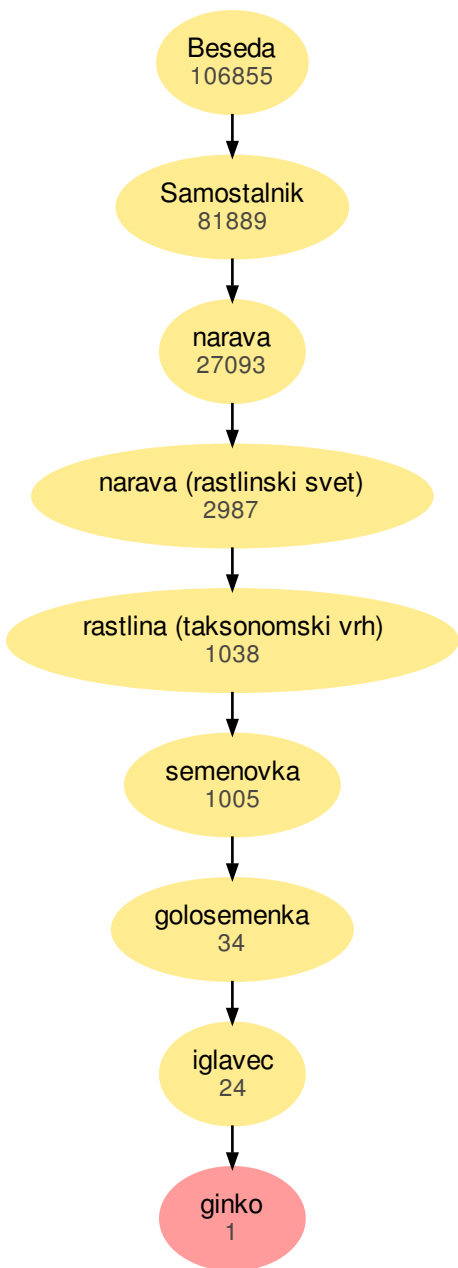 Beseda
106855
Samostalnik
81889
narava
27093
narava (rastlinski svet)
2987
rastlina (taksonomski vrh)
1038
semenovka
1005
golosemenka
34
iglavec
24
ginko
1